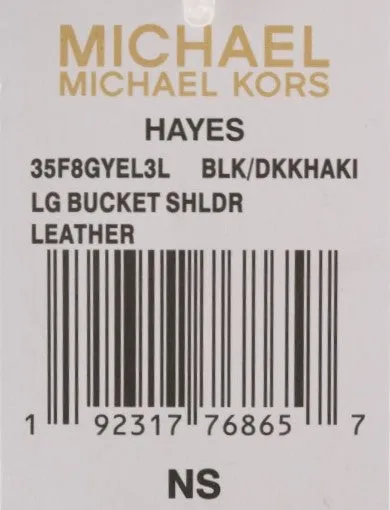 MICHAEL
MICHAEL KORS
HAYES
35F8GYEL3L BLK/DKKHAKI
LG BUCKET SHLDR
LEATHER
1 92317 76865 7
NS